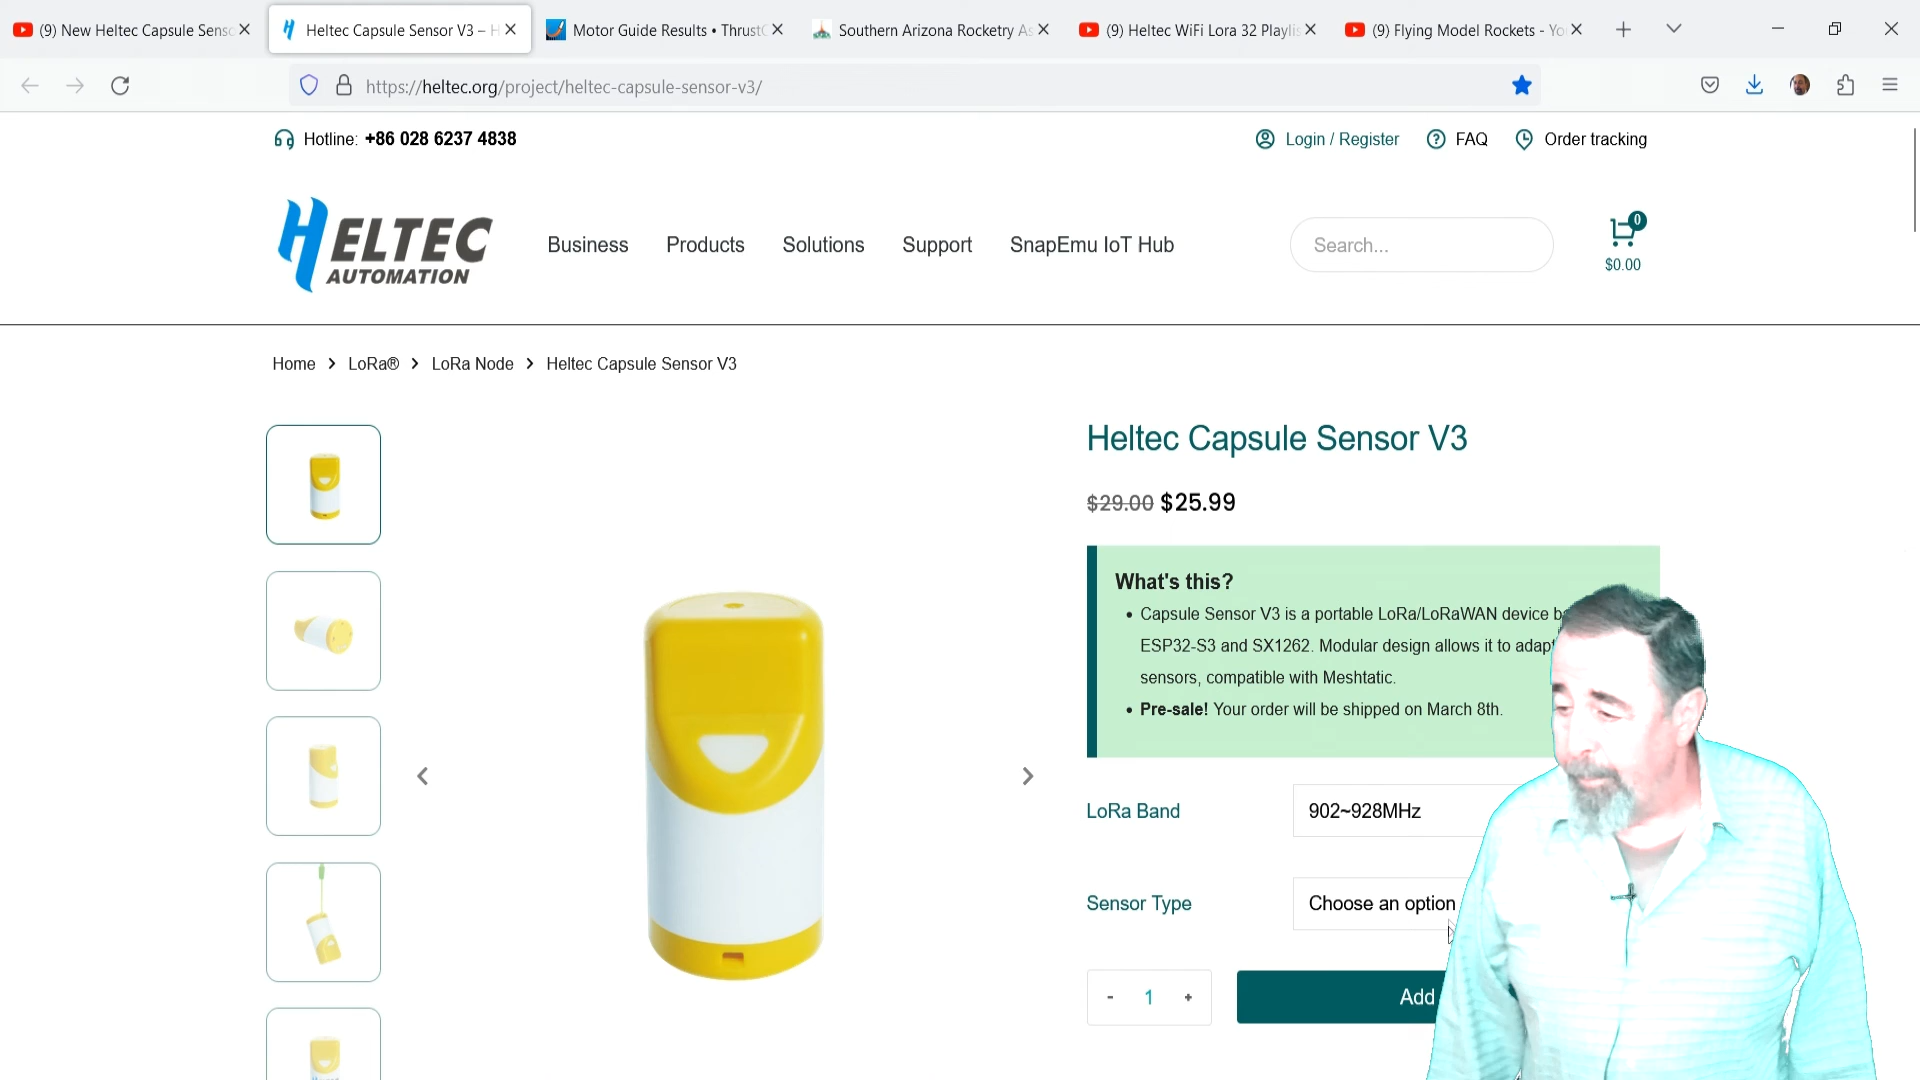 (9) New Heltec Capsule Senso
Heltec Capsule Sensor V3 – H
Motor Guide Results • ThrustC
Southern Arizona Rocketry As
(9) Heltec WiFi Lora 32 Playlis
(9) Flying Model Rockets - Yo
https://heltec.org/project/heltec-capsule-sensor-v3/
Hotline: +86 028 6237 4838
Login / Register
FAQ
Order tracking
HELTEC
AUTOMATION
Business
Products
Solutions
Support
SnapEmu IoT Hub
Search...
0
$0.00
Home > LoRa® > LoRa Node > Heltec Capsule Sensor V3
Heltec Capsule Sensor V3
$29.00 $25.99
What's this?
• Capsule Sensor V3 is a portable LoRa/LoRaWAN device b
ESP32-S3 and SX1262. Modular design allows it to adapt
sensors, compatible with Meshtatic.
• Pre-sale! Your order will be shipped on March 8th.
LoRa Band
902~928MHz
Sensor Type
Choose an option
- 1 +
Add